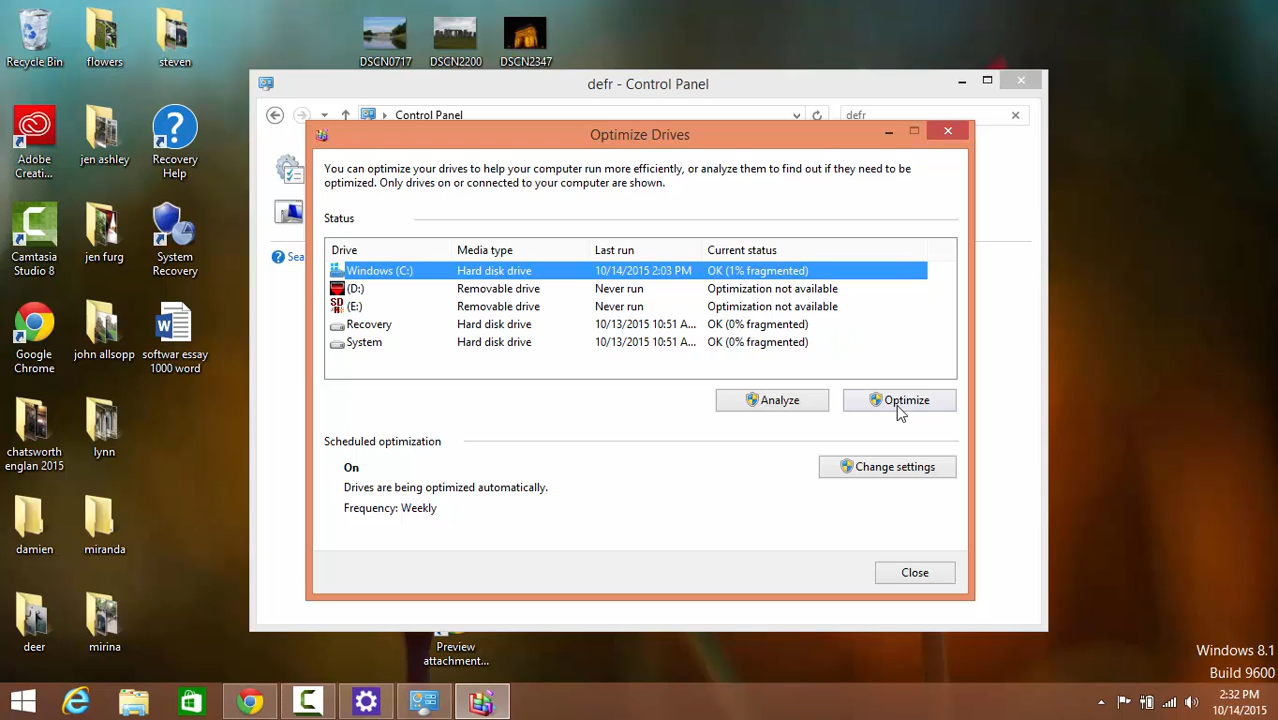 Recycle Bin
flowers
steven
DSCN0717
DSCN2200
DSCN2347
Adobe
Creati...
jen ashley
Recovery
Help
Camtasia
Studio 8
jen furg
System
Recovery
Google
Chrome
john allsopp
softwar essay
1000 word
chatsworth
englan 2015
lynn
damien
miranda
deer
mirina
Preview
attachment...
defr - Control Panel
Control Panel
defr
Sea
Optimize Drives
You can optimize your drives to help your computer run more efficiently, or analyze them to find out if they need to be
optimized. Only drives on or connected to your computer are shown.
Status
Drive Media type Last run Current status
Windows (C:) Hard disk drive 10/14/2015 2:03 PM OK (1% fragmented)
(D:) Removable drive Never run Optimization not available
(E:) Removable drive Never run Optimization not available
Recovery Hard disk drive 10/13/2015 10:51 A... OK (0% fragmented)
System Hard disk drive 10/13/2015 10:51 A... OK (0% fragmented)
Analyze Optimize
Scheduled optimization
On
Change settings
Drives are being optimized automatically.
Frequency: Weekly
Close
Windows 8.1
Build 9600
2:32 PM
10/14/2015